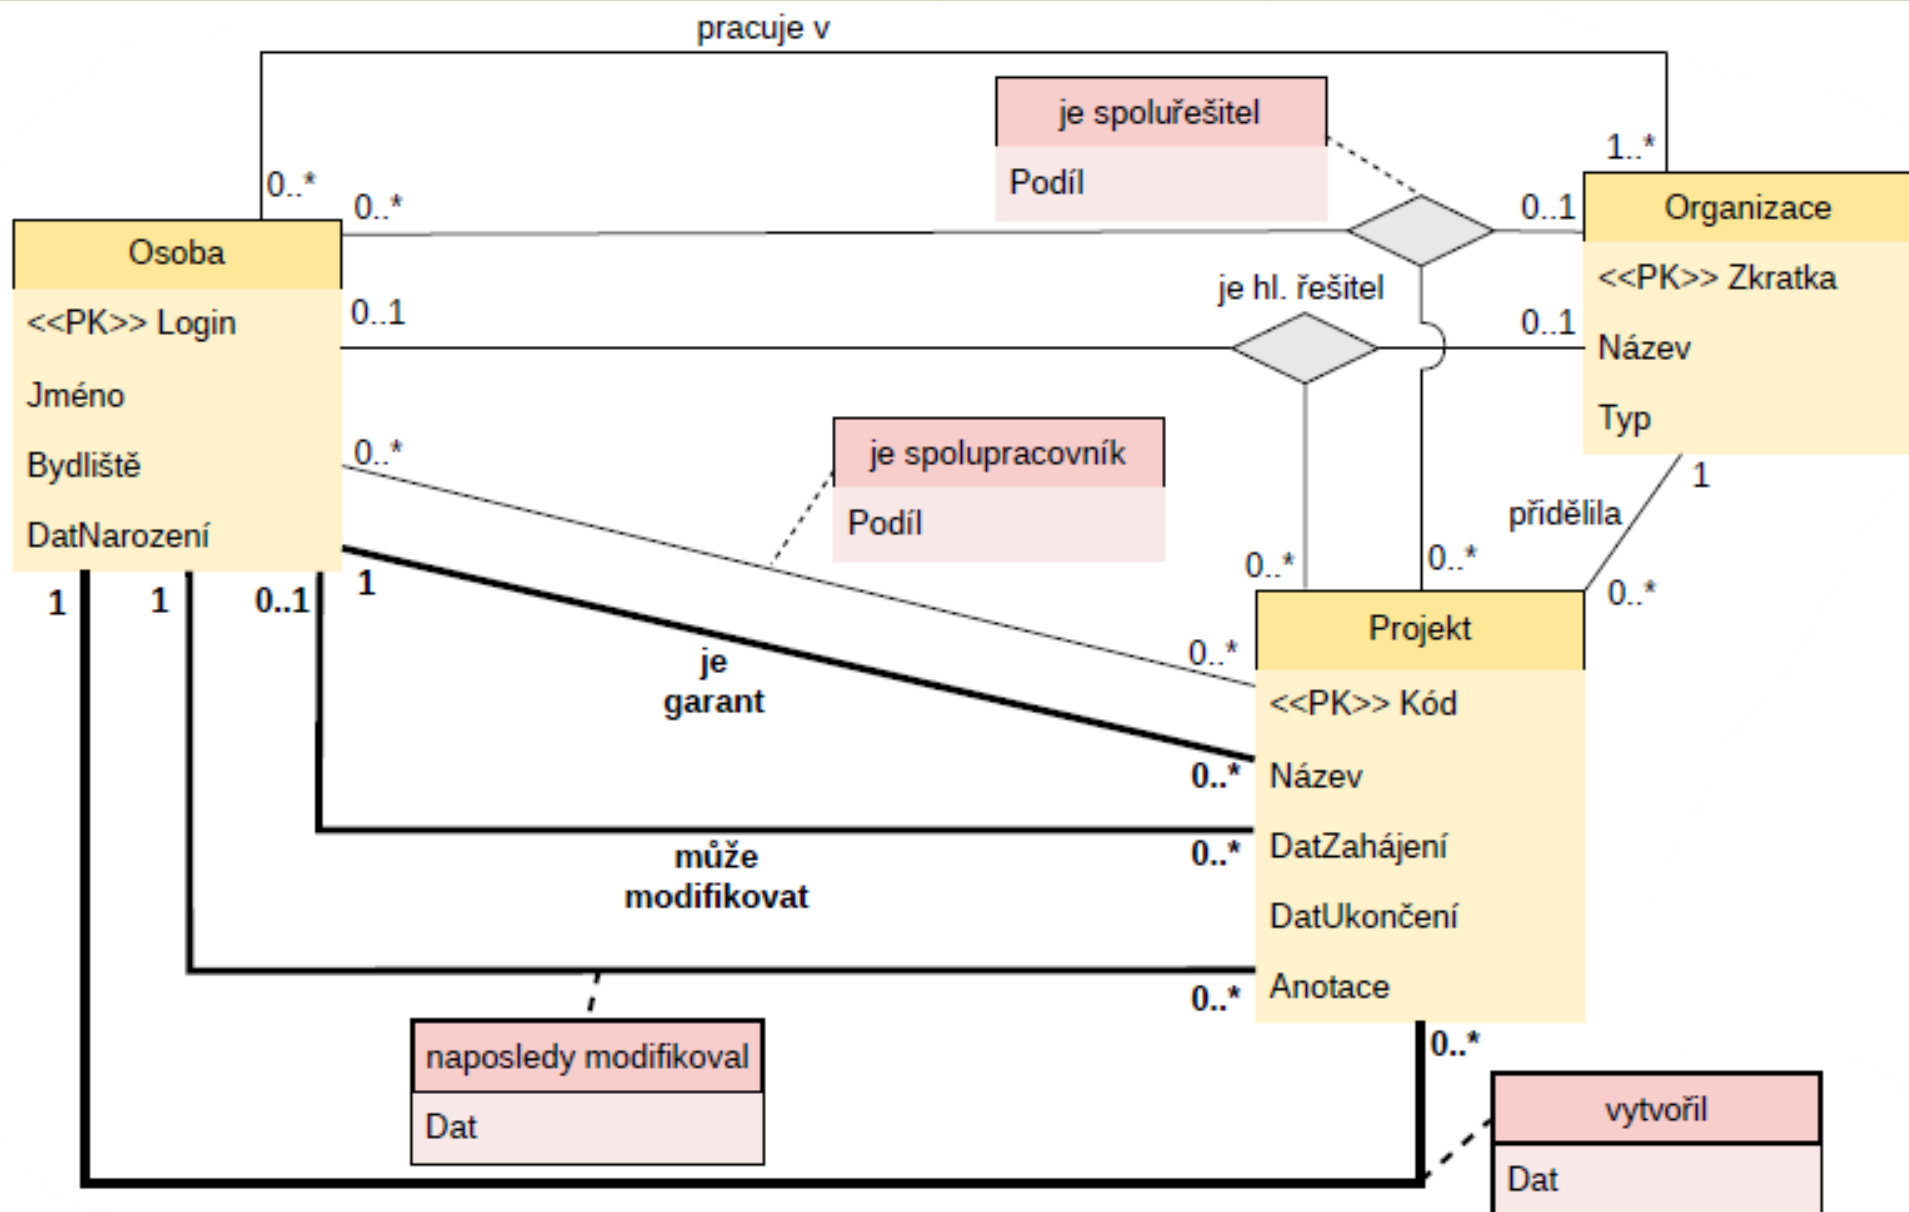 pracuje v
je spoluřešitel
Podíl
0..*
0..*
1..*
0..1
Organizace
<<PK>> Zkratka
Název
Typ
Osoba
<<PK>> Login
Jméno
Bydliště
DatNarození
0..1
je hl. řešitel
0..1
0..*
je spolupracovník
Podíl
přidělila
1
0..*
0..*
0..*
1
1
0..1
1
je
garant
0..*
Projekt
<<PK>> Kód
Název
DatZahájení
DatUkončení
Anotace
0..*
může
modifikovat
0..*
0..*
naposledy modifikoval
Dat
0..*
vytvořil
Dat